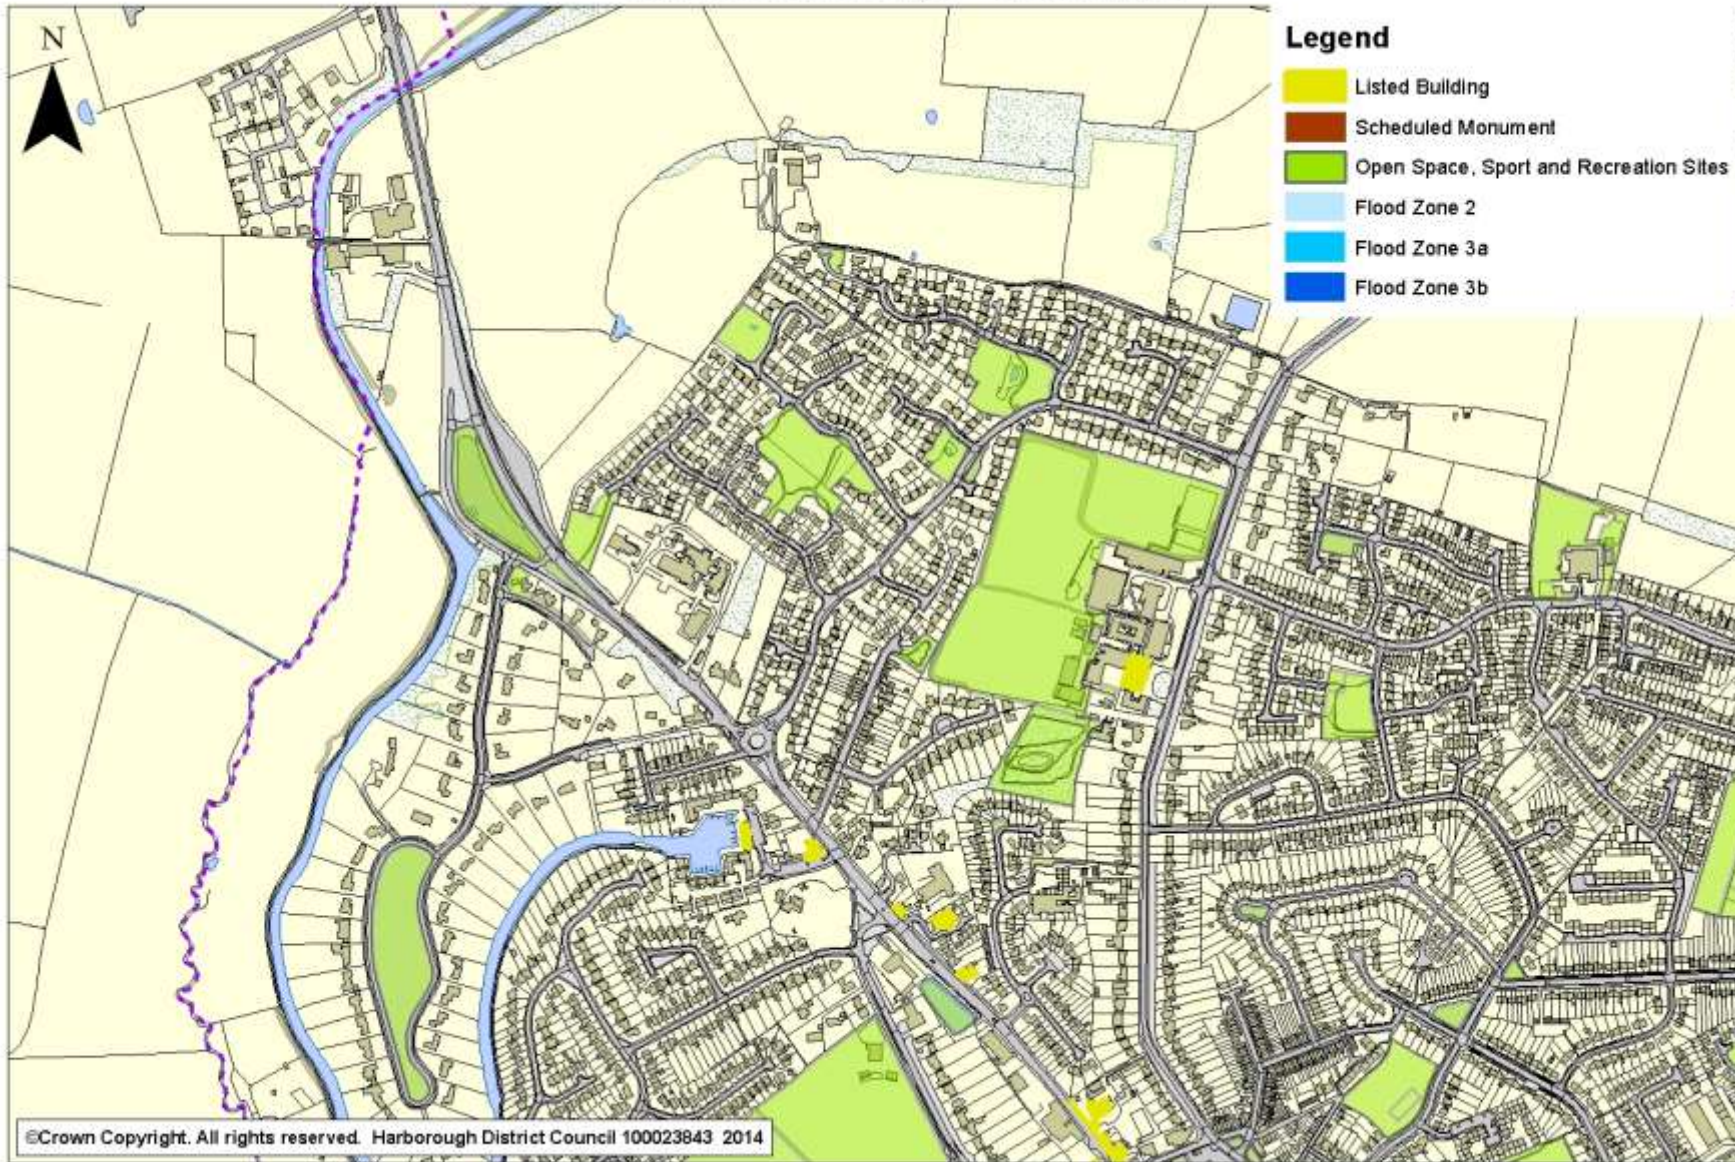 N
Legend
Listed Building
Scheduled Monument
Open Space, Sport and Recreation Sites
Flood Zone 2
Flood Zone 3a
Flood Zone 3b
©Crown Copyright. All rights reserved. Harborough District Council 100023843 2014